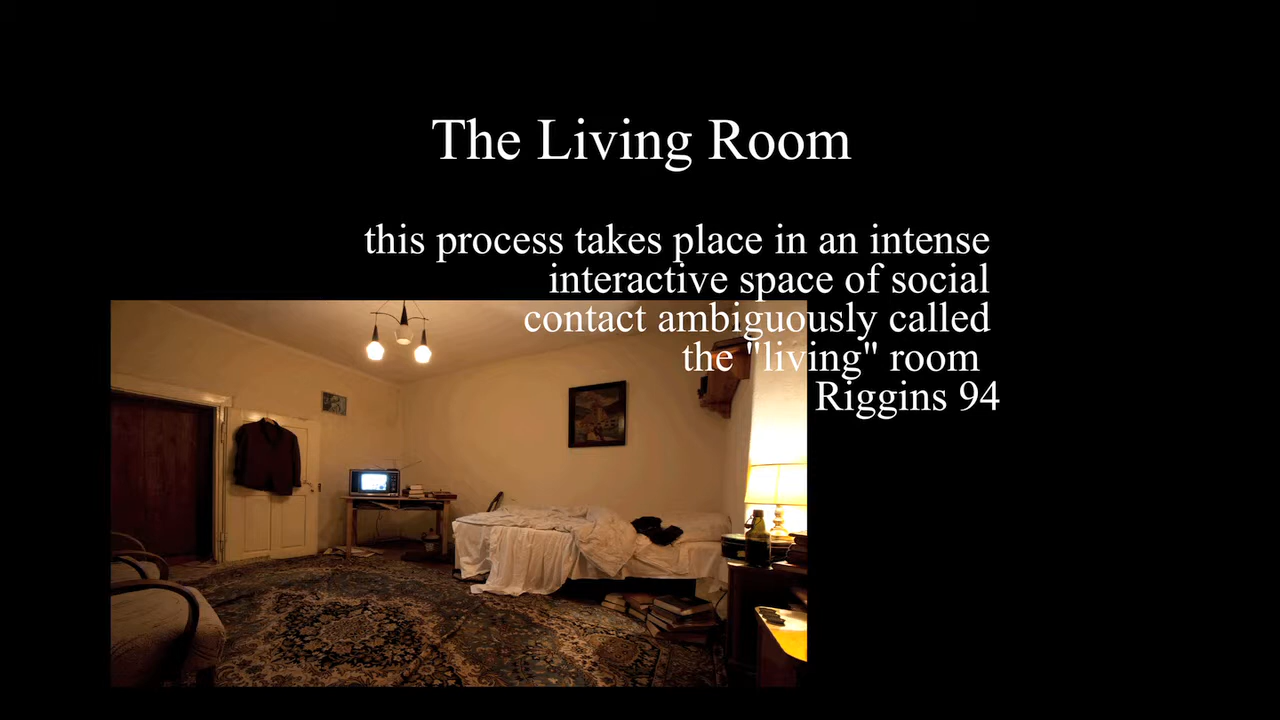 The Living Room
this process takes place in an intense
interactive space of social
contact ambiguously called
the "living" room
Riggins 94